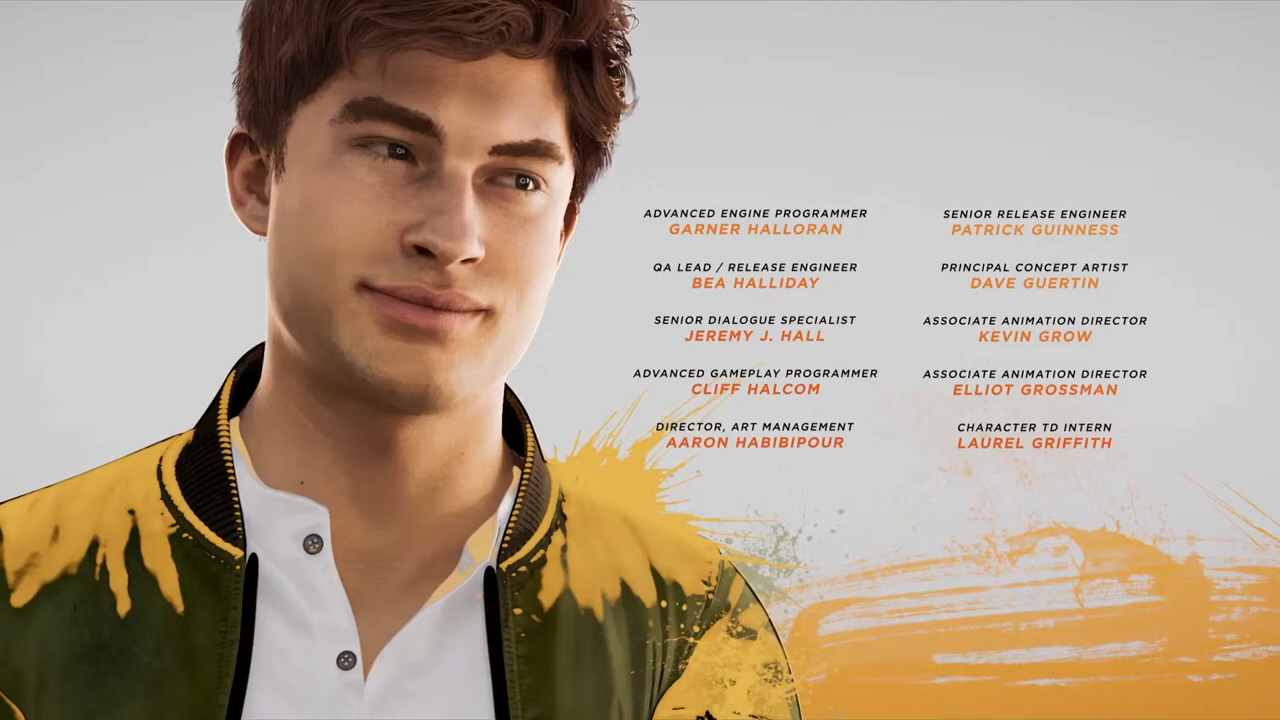 ADVANCED ENGINE PROGRAMMER
GARNER HALLORAN
QA LEAD / RELEASE ENGINEER
BEA HALLIDAY
SENIOR DIALOGUE SPECIALIST
JEREMY J. HALL
ADVANCED GAMEPLAY PROGRAMMER
CLIFF HALCOM
DIRECTOR, ART MANAGEMENT
AARON HABIBIPOUR
SENIOR RELEASE ENGINEER
PATRICK GUINNESS
PRINCIPAL CONCEPT ARTIST
DAVE GUERTIN
ASSOCIATE ANIMATION DIRECTOR
KEVIN GROW
ASSOCIATE ANIMATION DIRECTOR
ELLIOT GROSSMAN
CHARACTER TD INTERN
LAUREL GRIFFITH